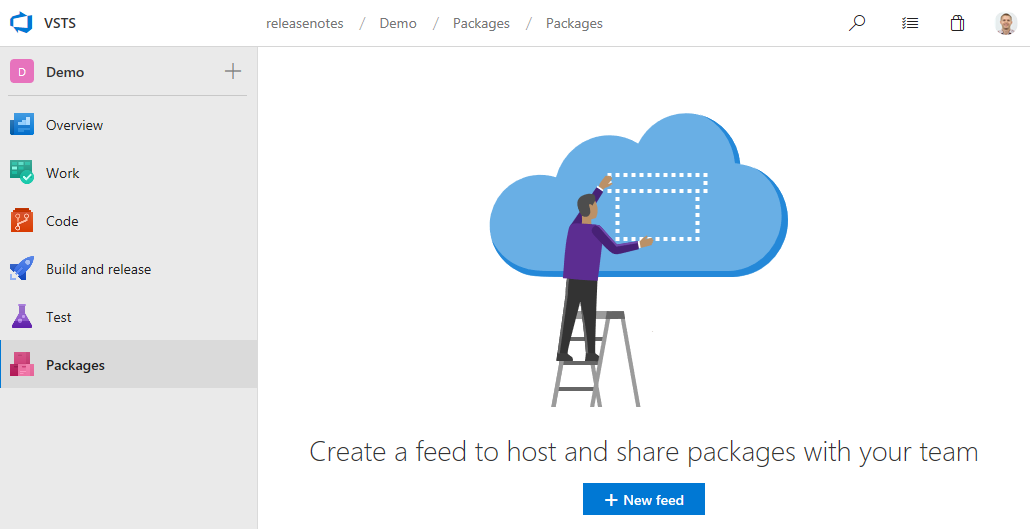 VSTS
releasenotes / Demo / Packages / Packages
D Demo
Overview
Work
Code
Build and release
Test
Packages
Create a feed to host and share packages with your team
+ New feed